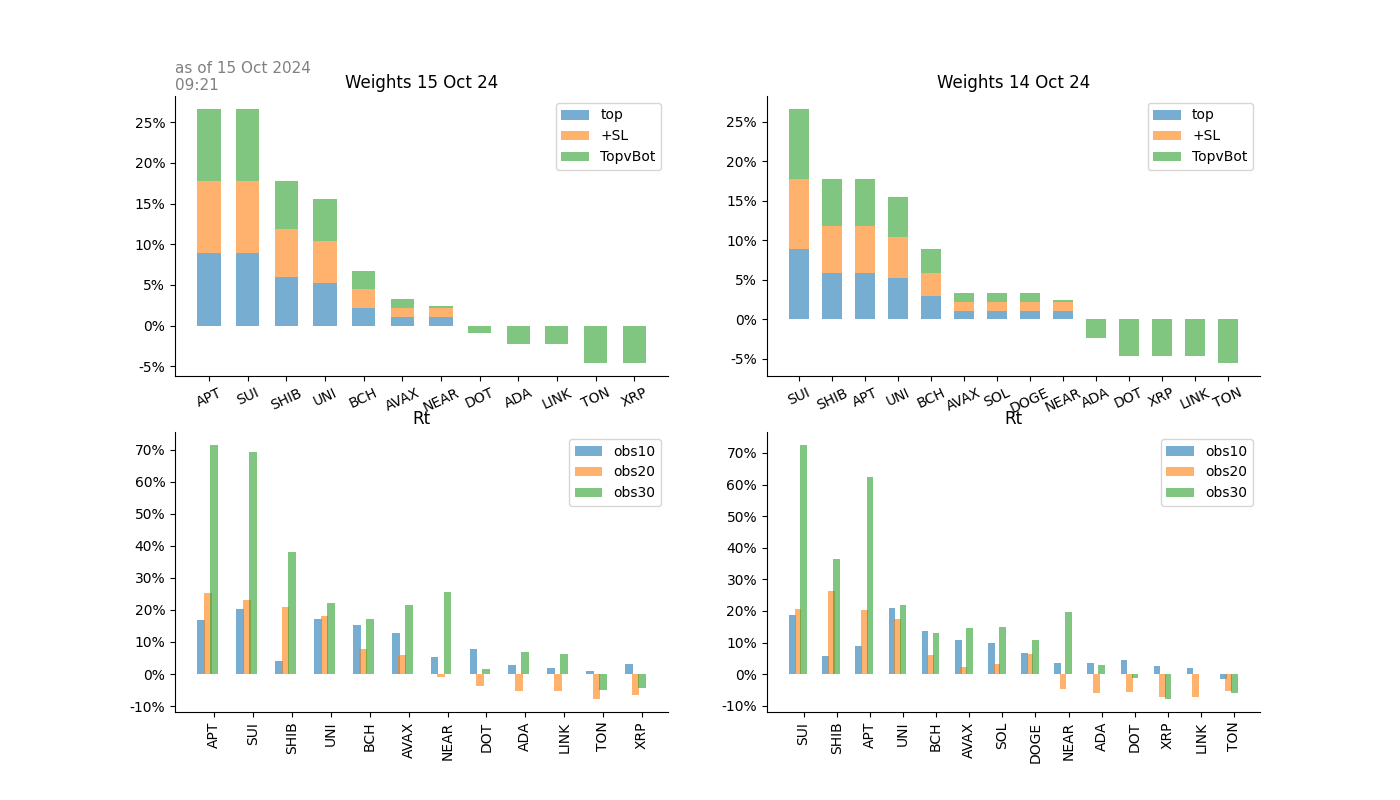 as of 15 Oct 2024
09:21
Weights 15 Oct 24
25%
20%
15%
10%
5%
0%
-5%
top
+SL
TopvBot
APT SUI SHIB UNI BCH AVAX NEAR DOT ADA LINK TON XRP
Weights 14 Oct 24
25%
20%
15%
10%
5%
0%
-5%
top
+SL
TopvBot
SUI SHIB APT UNI BCH AVAX SOL DOGE NEAR ADA DOT XRP LINK TON
Rt
70%
60%
50%
40%
30%
20%
10%
0%
-10%
obs10
obs20
obs30
APT SUI SHIB UNI BCH AVAX NEAR DOT ADA LINK TON XRP
Rt
70%
60%
50%
40%
30%
20%
10%
0%
-10%
obs10
obs20
obs30
SUI SHIB APT UNI BCH AVAX SOL DOGE NEAR ADA DOT XRP LINK TON